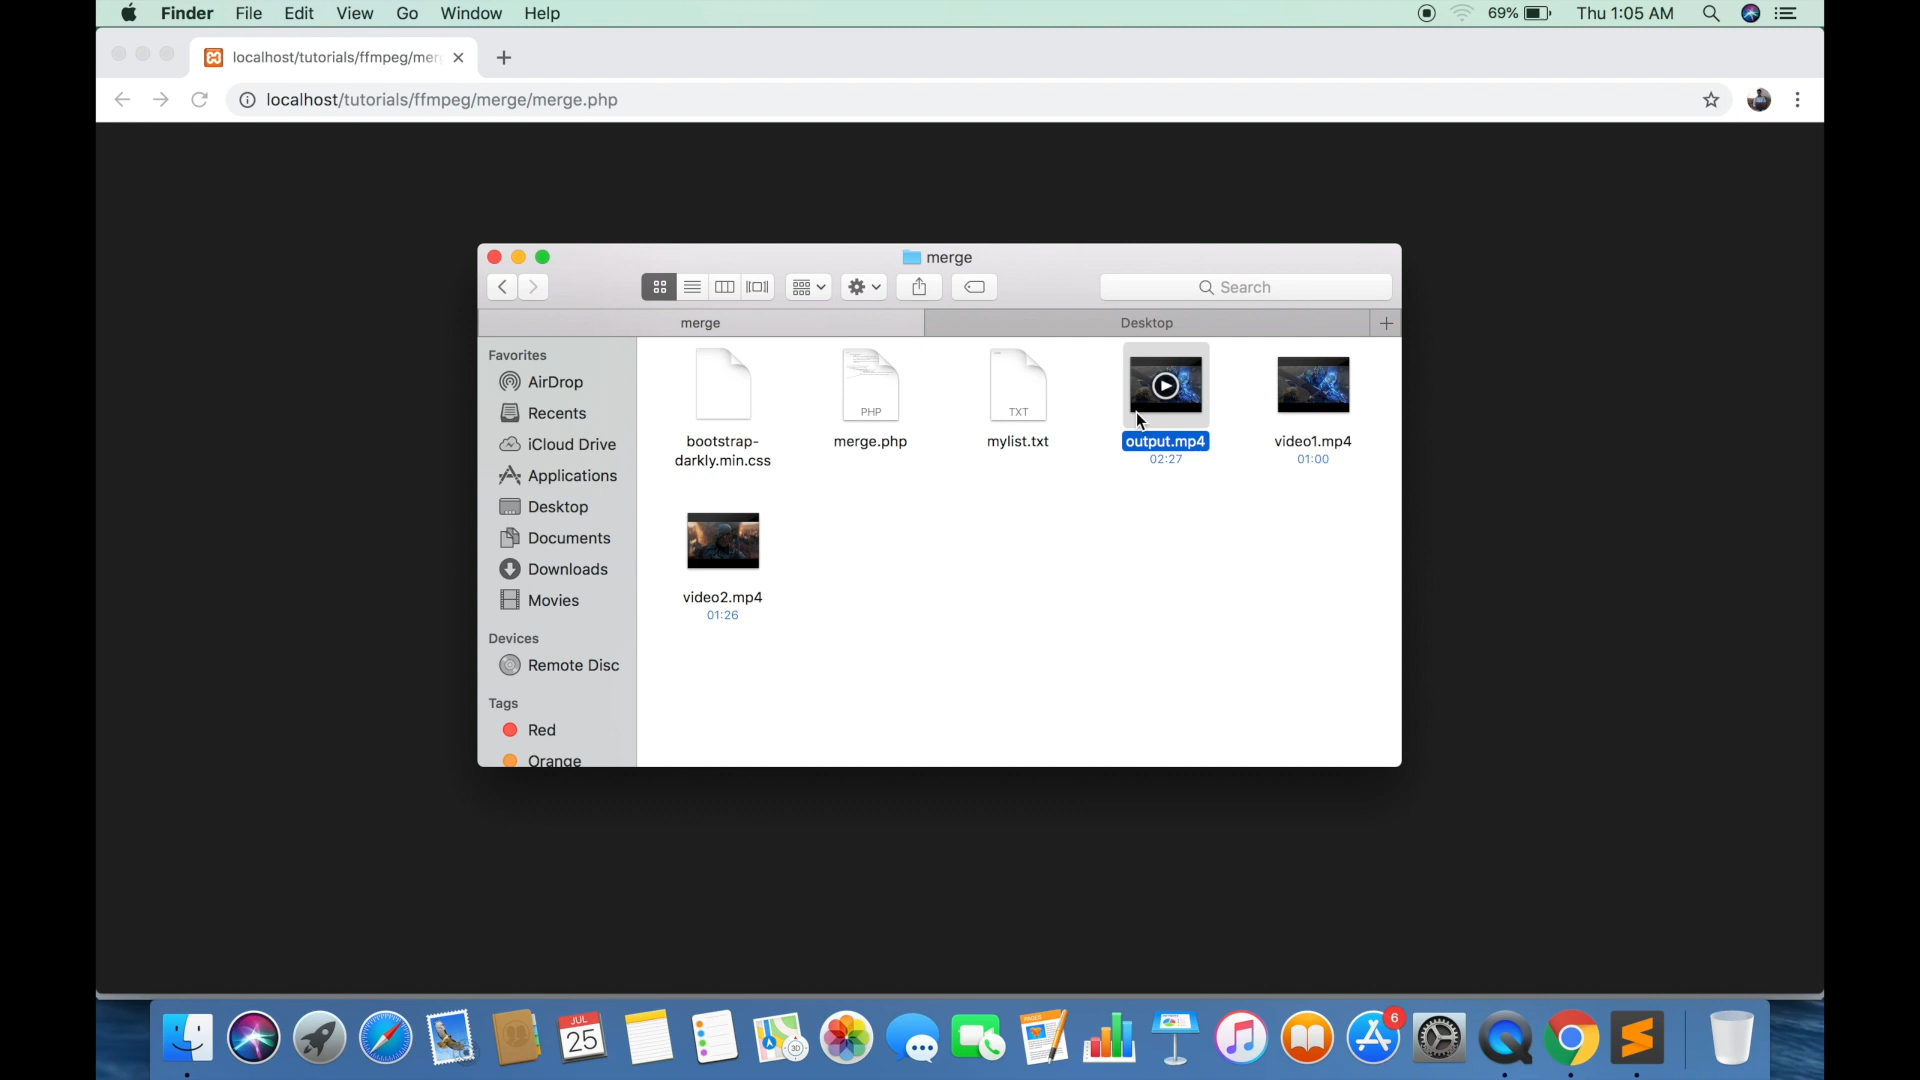 Finder File Edit View Go Window Help 69% Thu 1:05 AM
localhost/tutorials/ffmpeg/mer
localhost/tutorials/ffmpeg/merge/merge.php
merge
Search
merge Desktop
Favorites
AirDrop
Recents
iCloud Drive
Applications
Desktop
Documents
Downloads
Movies
Devices
Remote Disc
Tags
Red
Orange
PHP TXT
bootstrap-
darkly.min.css
merge.php
mylist.txt
output.mp4
02:27
video1.mp4
01:00
video2.mp4
01:26
JUL
25
6